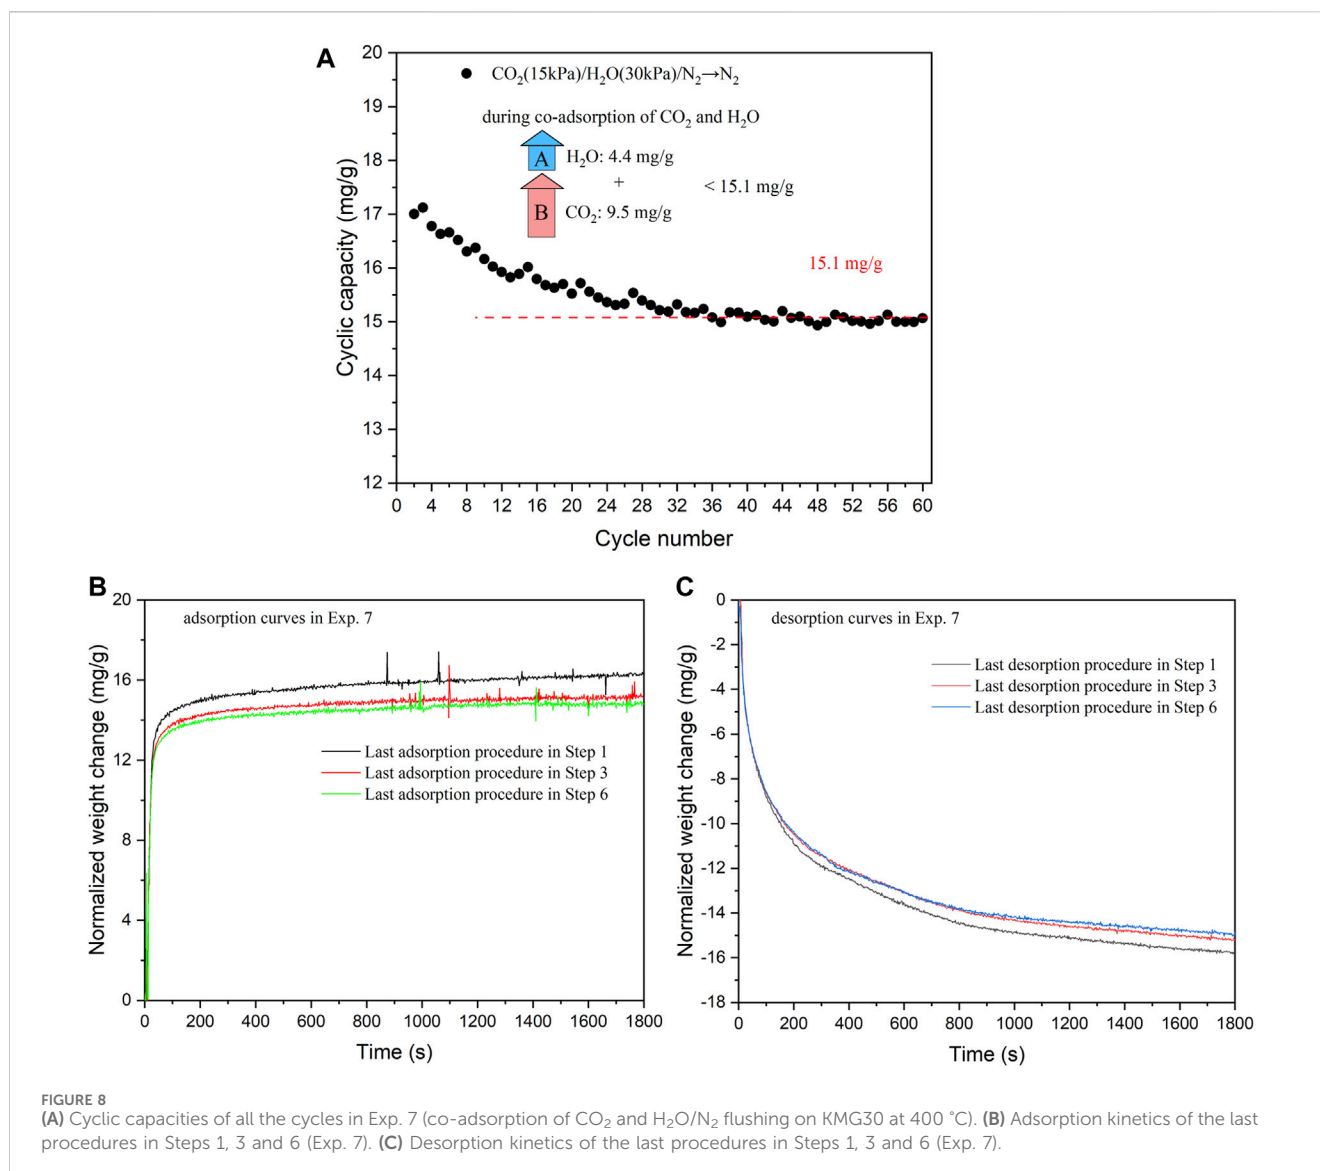 A
20
19
18
17
16
15
14
13
12
Cyclic capacity (mg/g)
CO₂(15kPa)/H₂O(30kPa)/N₂→N₂
during co-adsorption of CO₂ and H₂O
A
H₂O: 4.4 mg/g
+
< 15.1 mg/g
B
CO₂: 9.5 mg/g
15.1 mg/g
0 4 8 12 16 20 24 28 32 36 40 44 48 52 56 60
Cycle number
B
20
16
12
8
4
0
Normalized weight change (mg/g)
adsorption curves in Exp. 7
Last adsorption procedure in Step 1
Last adsorption procedure in Step 3
Last adsorption procedure in Step 6
0 200 400 600 800 1000 1200 1400 1600 1800
Time (s)
C
0
-2
-4
-6
-8
-10
-12
-14
-16
-18
Normalized weight change (mg/g)
desorption curves in Exp. 7
Last desorption procedure in Step 1
Last desorption procedure in Step 3
Last desorption procedure in Step 6
0 200 400 600 800 1000 1200 1400 1600 1800
Time (s)
FIGURE 8
(A) Cyclic capacities of all the cycles in Exp. 7 (co-adsorption of CO₂ and H₂O/N₂ flushing on KMG30 at 400 °C). (B) Adsorption kinetics of the last
procedures in Steps 1, 3 and 6 (Exp. 7). (C) Desorption kinetics of the last procedures in Steps 1, 3 and 6 (Exp. 7).